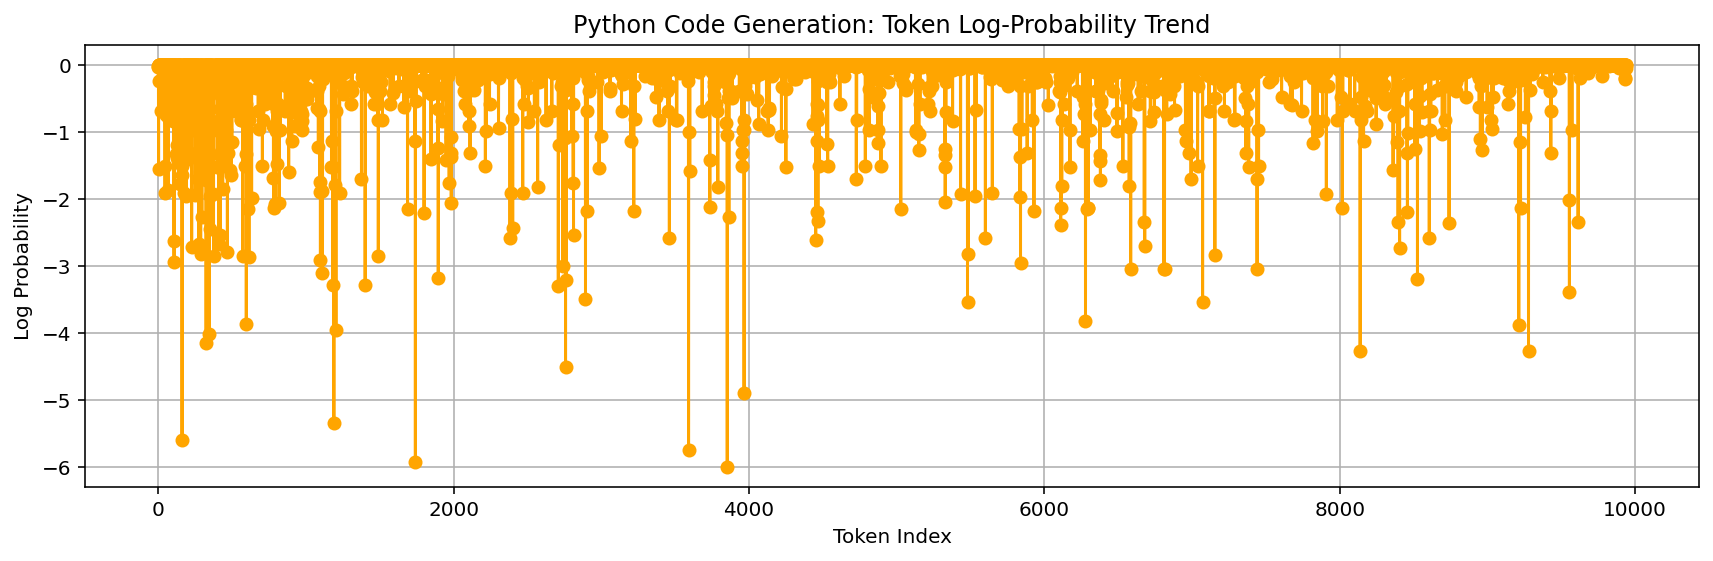 Python Code Generation: Token Log-Probability Trend
Log Probability
0
−1
−2
−3
−4
−5
−6
0 2000 4000 6000 8000 10000
Token Index